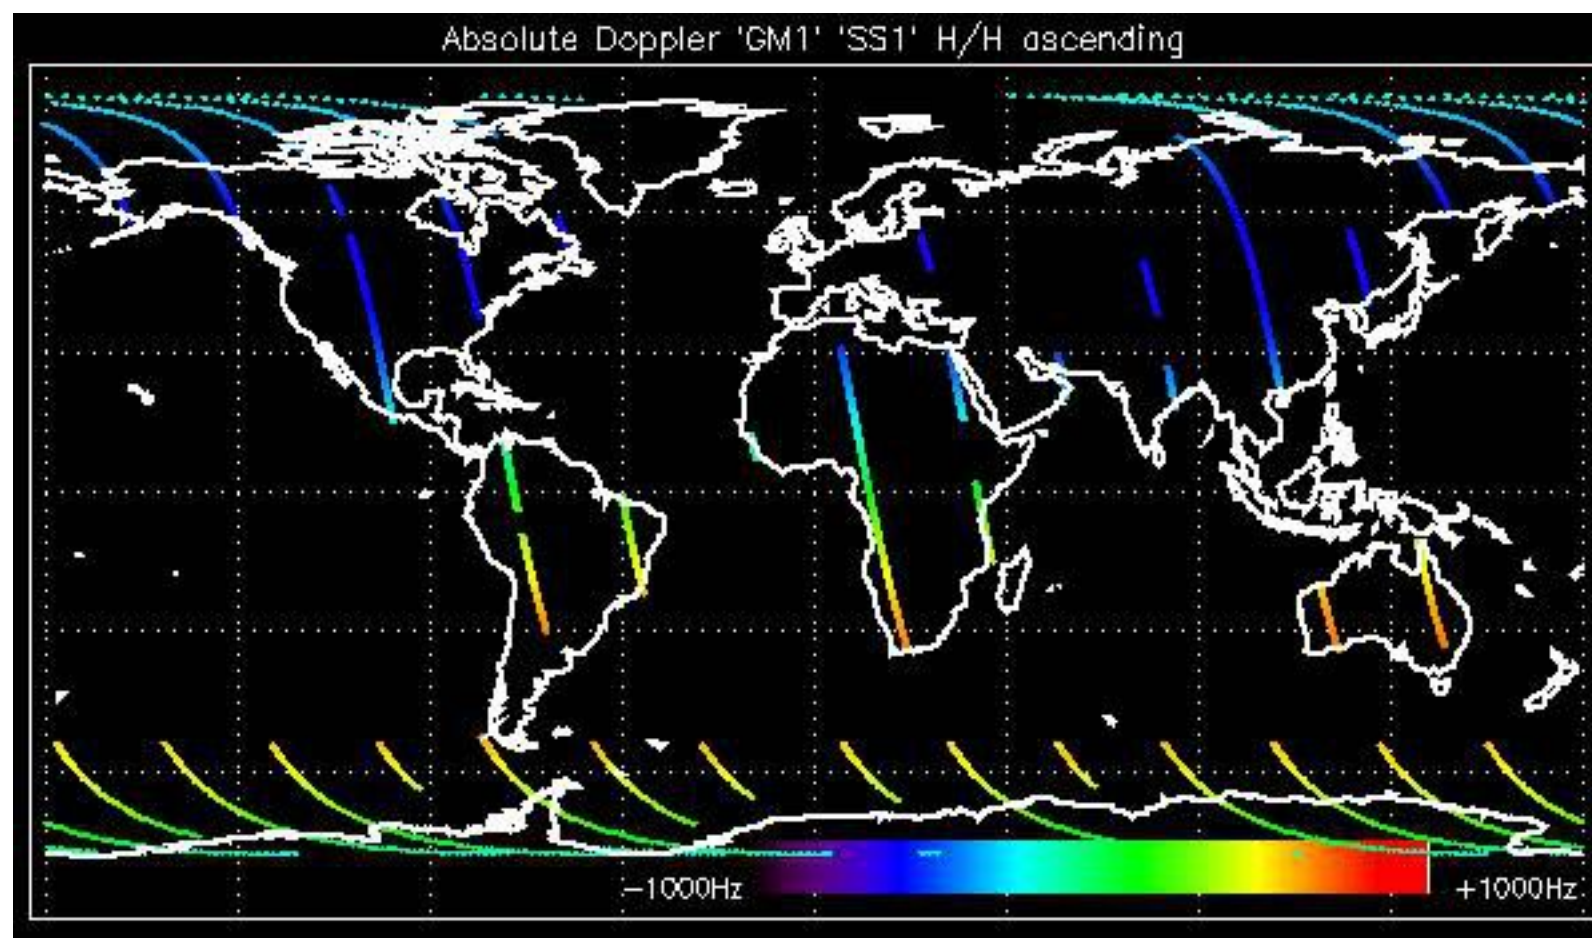 Absolute Doppler 'GM1' 'SS1' H/H ascending
−1000Hz
+1000Hz